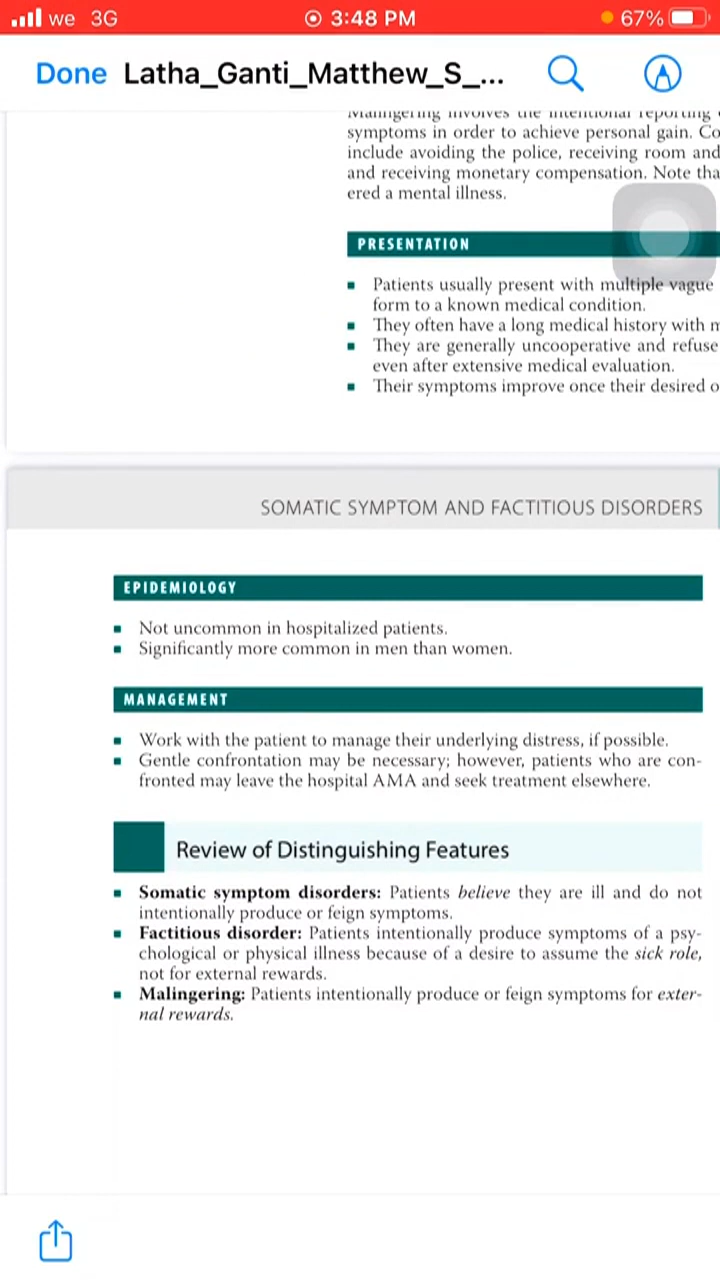 we 3G 3:48 PM 67%
Done Latha_Ganti_Matthew_S_...
Malingering involves the intentional reporting
symptoms in order to achieve personal gain. Co
include avoiding the police, receiving room and
and receiving monetary compensation. Note tha
ered a mental illness.
PRESENTATION
Patients usually present with multiple vague
form to a known medical condition.
They often have a long medical history with m
They are generally uncooperative and refuse
even after extensive medical evaluation.
Their symptoms improve once their desired o
SOMATIC SYMPTOM AND FACTITIOUS DISORDERS
EPIDEMIOLOGY
Not uncommon in hospitalized patients.
Significantly more common in men than women.
MANAGEMENT
Work with the patient to manage their underlying distress, if possible.
Gentle confrontation may be necessary; however, patients who are con-
fronted may leave the hospital AMA and seek treatment elsewhere.
Review of Distinguishing Features
Somatic symptom disorders: Patients believe they are ill and do not
intentionally produce or feign symptoms.
Factitious disorder: Patients intentionally produce symptoms of a psy-
chological or physical illness because of a desire to assume the sick role,
not for external rewards.
Malingering: Patients intentionally produce or feign symptoms for exter-
nal rewards.